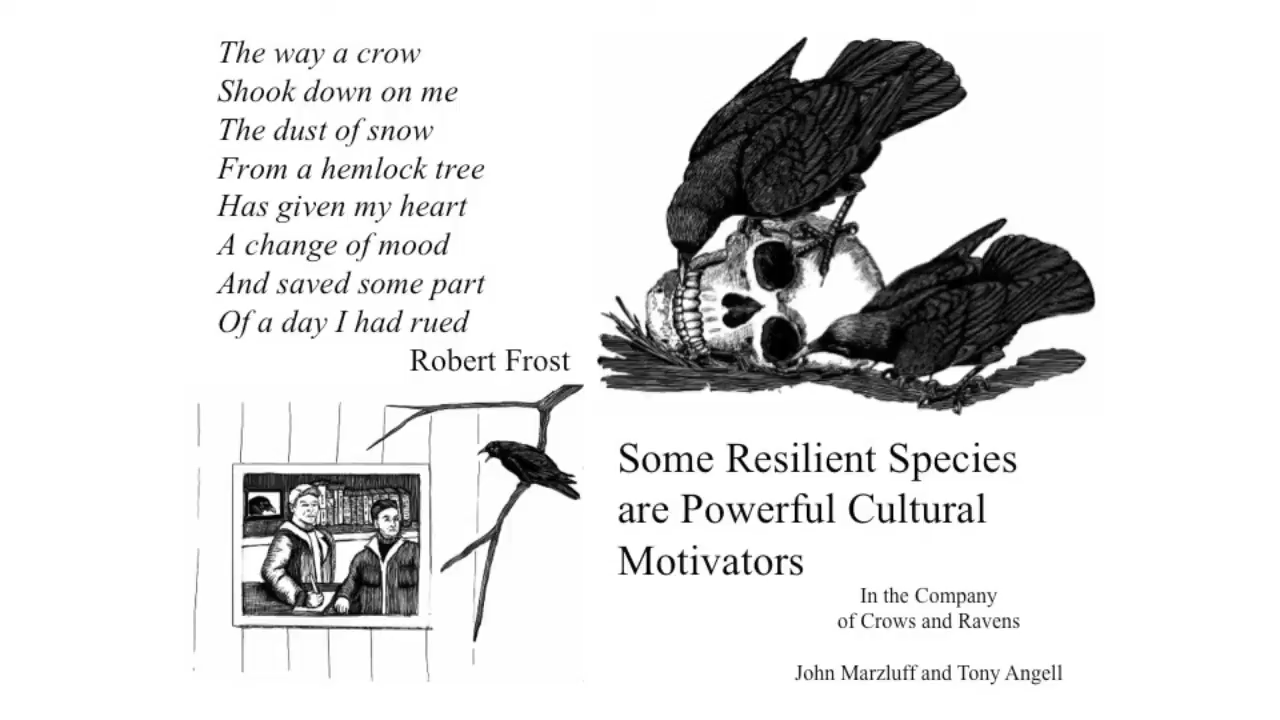 The way a crow
Shook down on me
The dust of snow
From a hemlock tree
Has given my heart
A change of mood
And saved some part
Of a day I had rued
Robert Frost
Some Resilient Species
are Powerful Cultural
Motivators
In the Company
of Crows and Ravens
John Marzluff and Tony Angell